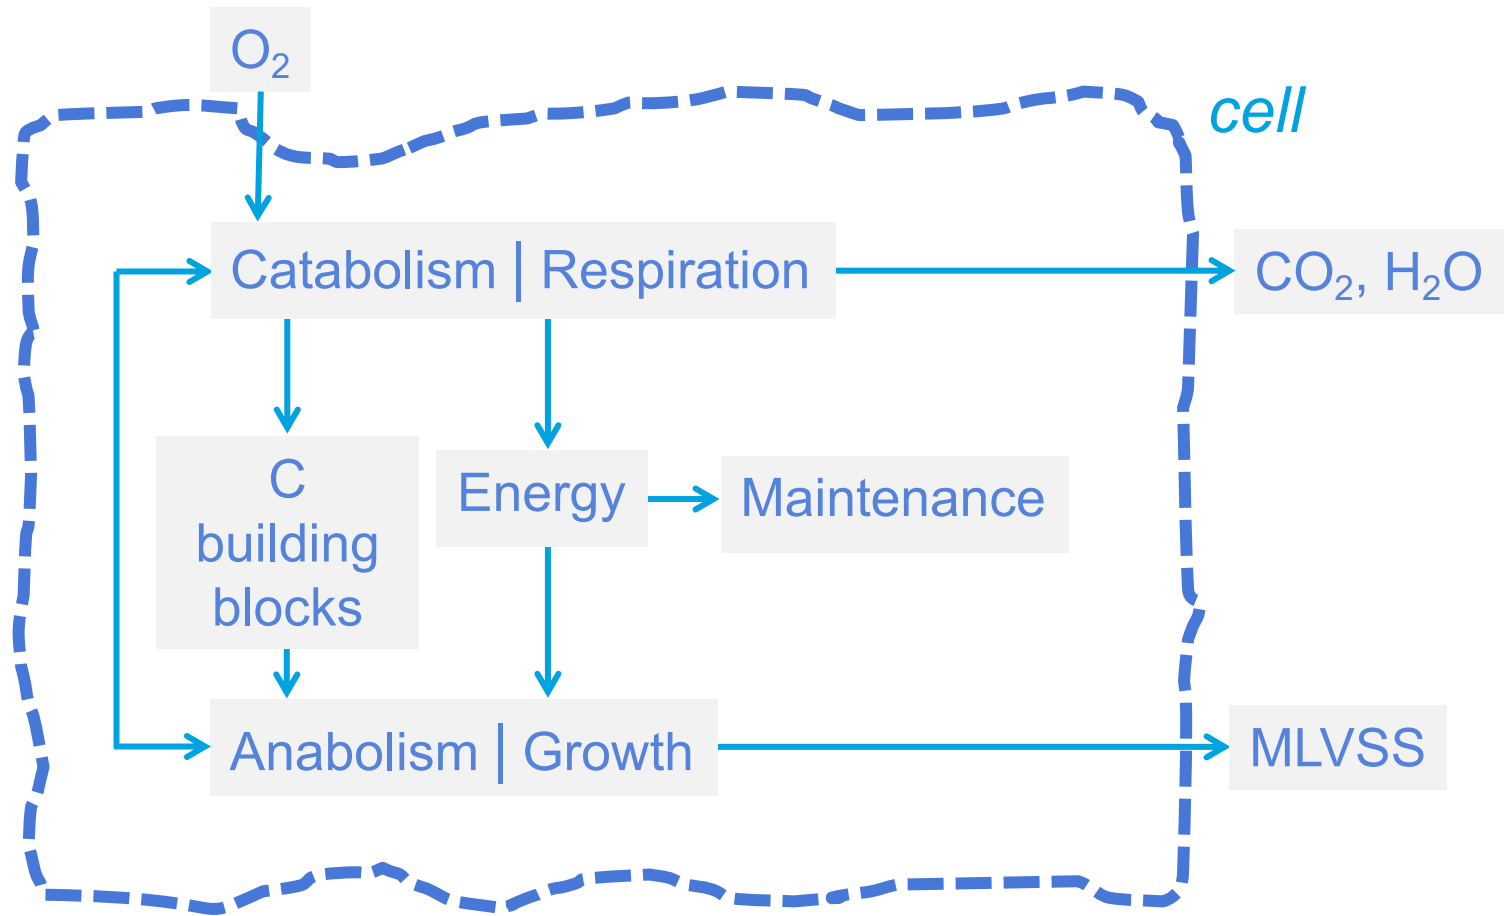 O₂
cell
Catabolism | Respiration
CO₂, H₂O
C
building
blocks
Energy
Maintenance
Anabolism | Growth
MLVSS